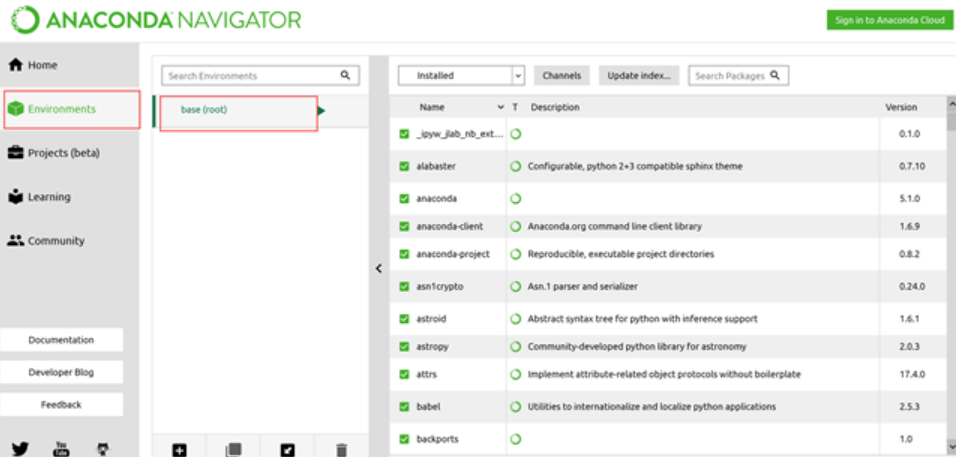 ANACONDA NAVIGATOR
Sign in to Anaconda Cloud
Home
Environments
Projects (beta)
Learning
Community
Documentation
Developer Blog
Feedback
You Tube
Search Environments
base (root)
Installed
Channels
Update index...
Search Packages
Name T Description Version
_ipyw_jlab_nb_ext... 0.1.0
alabaster Configurable, python 2+3 compatible sphinx theme 0.7.10
anaconda 5.1.0
anaconda-client Anaconda.org command line client library 1.6.9
anaconda-project Reproducible, executable project directories 0.8.2
asn1crypto Asn.1 parser and serializer 0.24.0
astroid Abstract syntax tree for python with inference support 1.6.1
astropy Community-developed python library for astronomy 2.0.3
attrs Implement attribute-related object protocols without boilerplate 17.4.0
babel Utilities to internationalize and localize python applications 2.5.3
backports 1.0